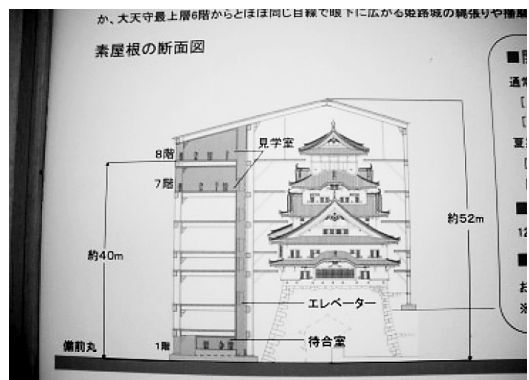 か、大天守最上層6階からとほぼ同じ目線で眼下に広がる姫路城の縄張りや播磨
素屋根の断面図
■開
通常
[
[
夏
見学室
8階
7階
約40m
約52m
12
エレベーター
お
※
備前丸
1階
待合室